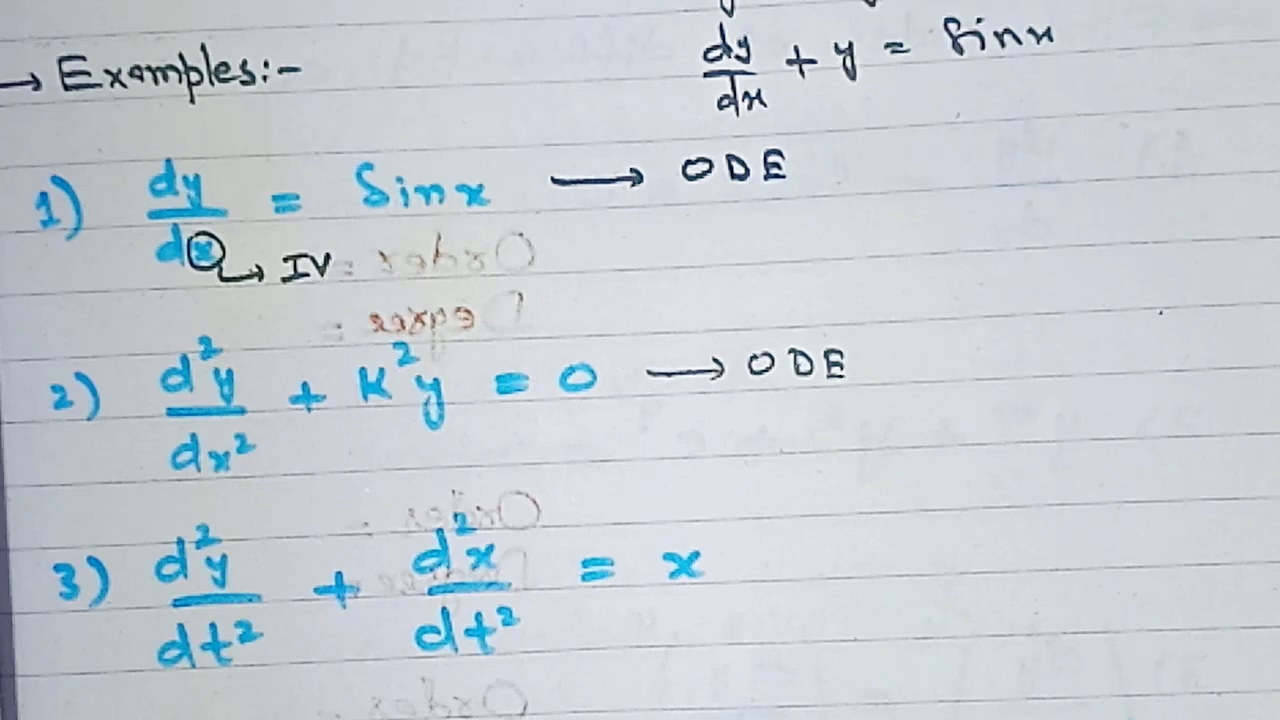 dy/dx + y = Sinx
→ Examples:-
1) dy/dx = Sinx → ODE
→ IV
2) d²y/dx² + K²y = 0 → ODE
3) d²y/dt² + d²x/dt² = x